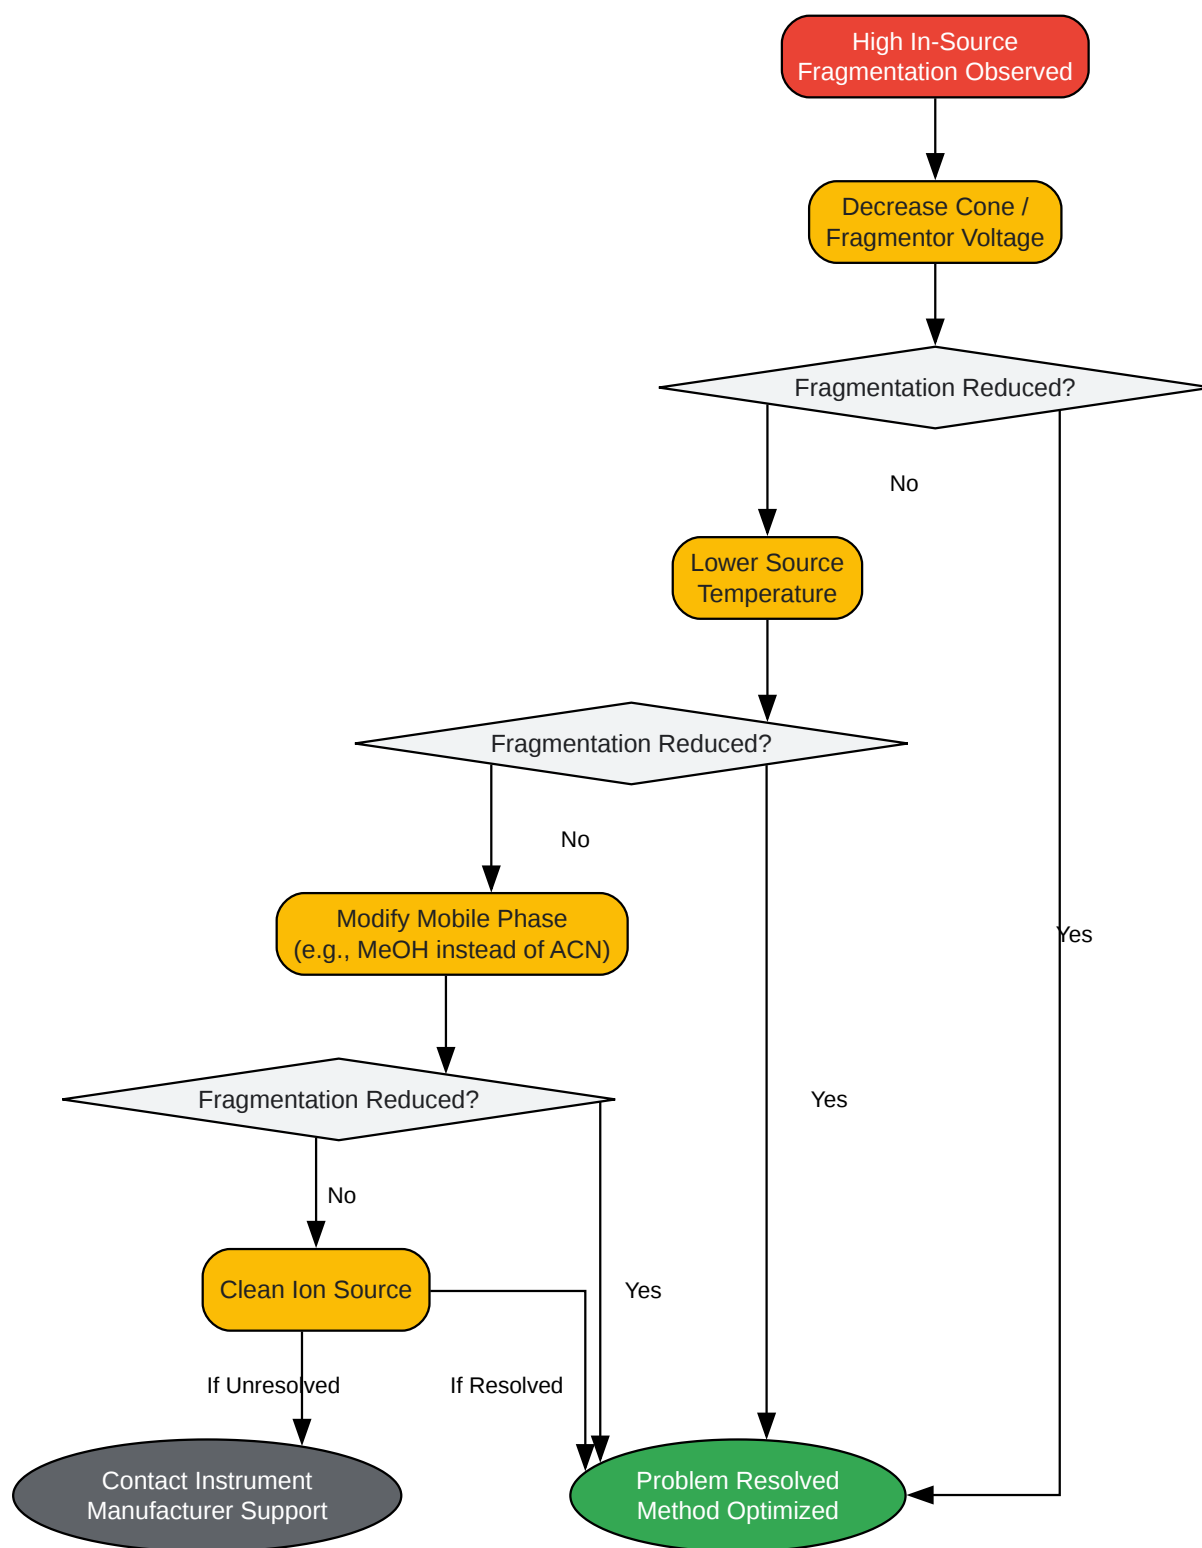 High In-Source
Fragmentation Observed
Decrease Cone /
Fragmentor Voltage
Fragmentation Reduced?
No
Lower Source
Temperature
Fragmentation Reduced?
No
Modify Mobile Phase
(e.g., MeOH instead of ACN)
Yes
Fragmentation Reduced?
Yes
No
Clean Ion Source
Yes
If Unresolved
If Resolved
Contact Instrument
Manufacturer Support
Problem Resolved
Method Optimized